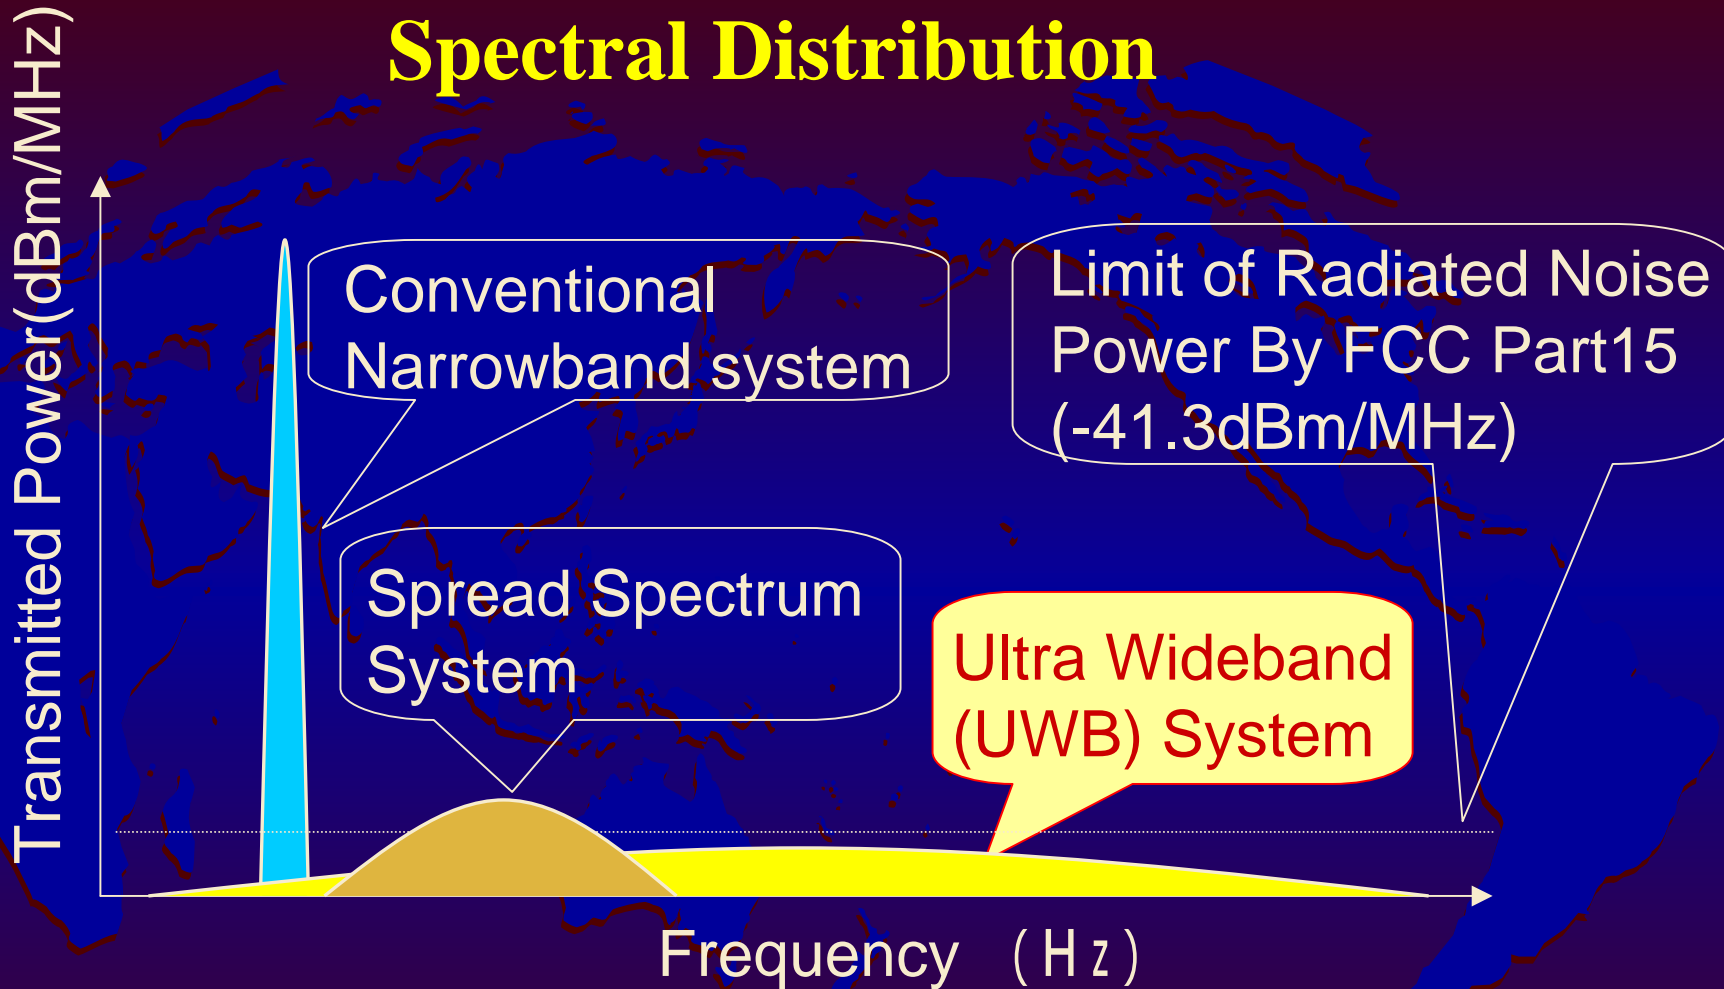 Spectral Distribution
Transmitted Power(dBm/MHz)
Conventional
Narrowband system
Limit of Radiated Noise
Power By FCC Part15
(-41.3dBm/MHz)
Spread Spectrum
System
Ultra Wideband
(UWB) System
Frequency （Ｈｚ）